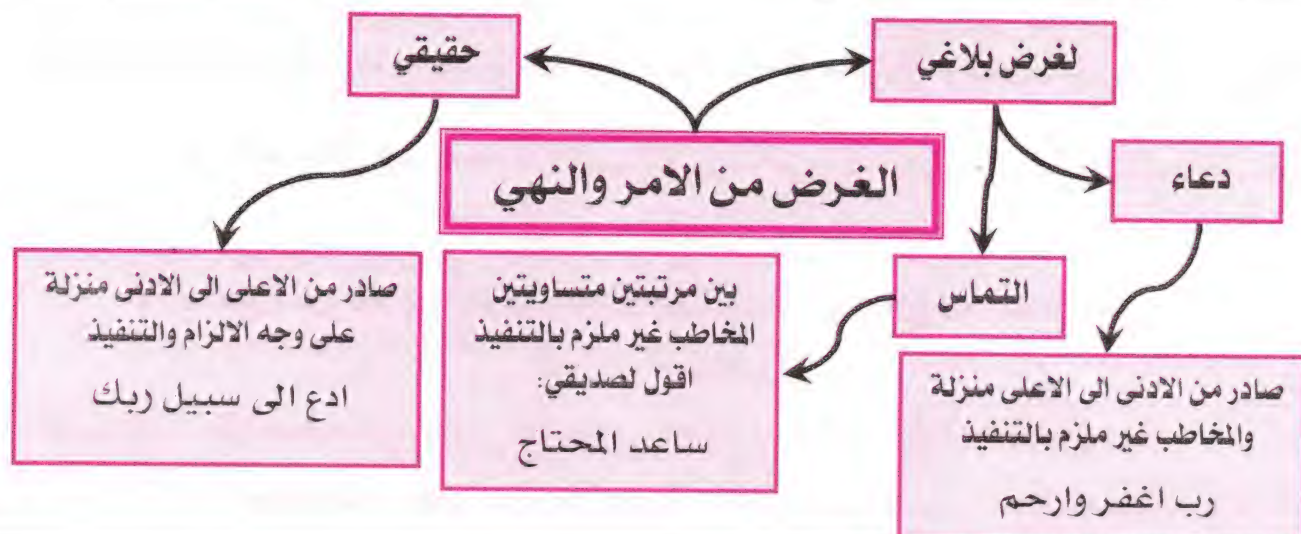 لغرض بلاغي
حقيقي
الغرض من الامر والنهي
دعاء
التماس
صادر من الادنى الى الاعلى منزلة
والمخاطب غير ملزم بالتنفيذ
رب اغفر وارحم
بين مرتبتين متساويتين
المخاطب غير ملزم بالتنفيذ
اقول لصديقي:
ساعد المحتاج
صادر من الاعلى الى الادنى منزلة
على وجه الالزام والتنفيذ
ادع الى سبيل ربك